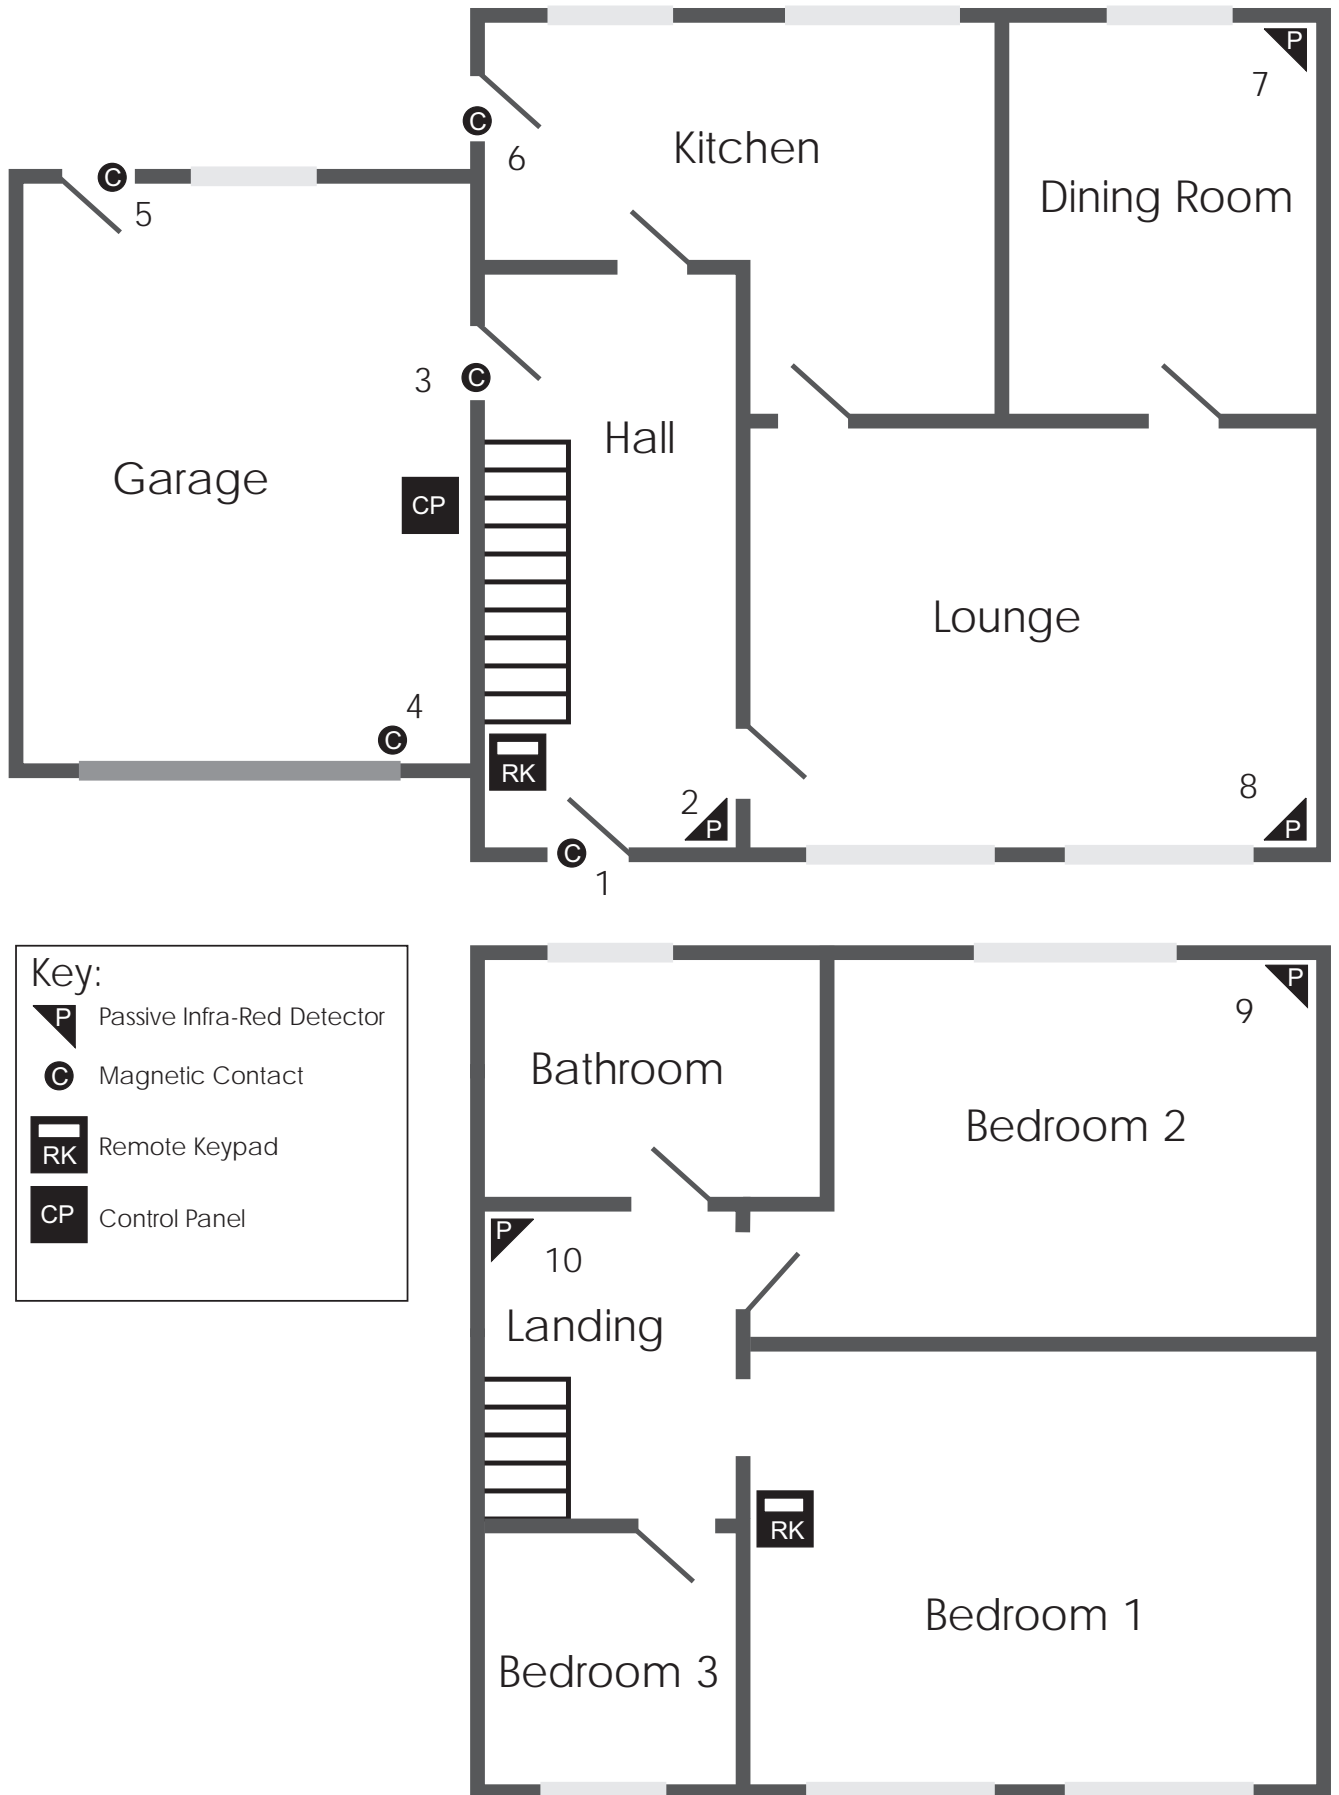 P
7
C
Kitchen
6
C
Dining Room
5
3
C
Hall
Garage
CP
Lounge
4
C
RK
2
P
8
P
C
1
Key:
P Passive Infra-Red Detector
C Magnetic Contact
RK Remote Keypad
CP Control Panel
P
9
Bathroom
Bedroom 2
P
10
Landing
RK
Bedroom 1
Bedroom 3